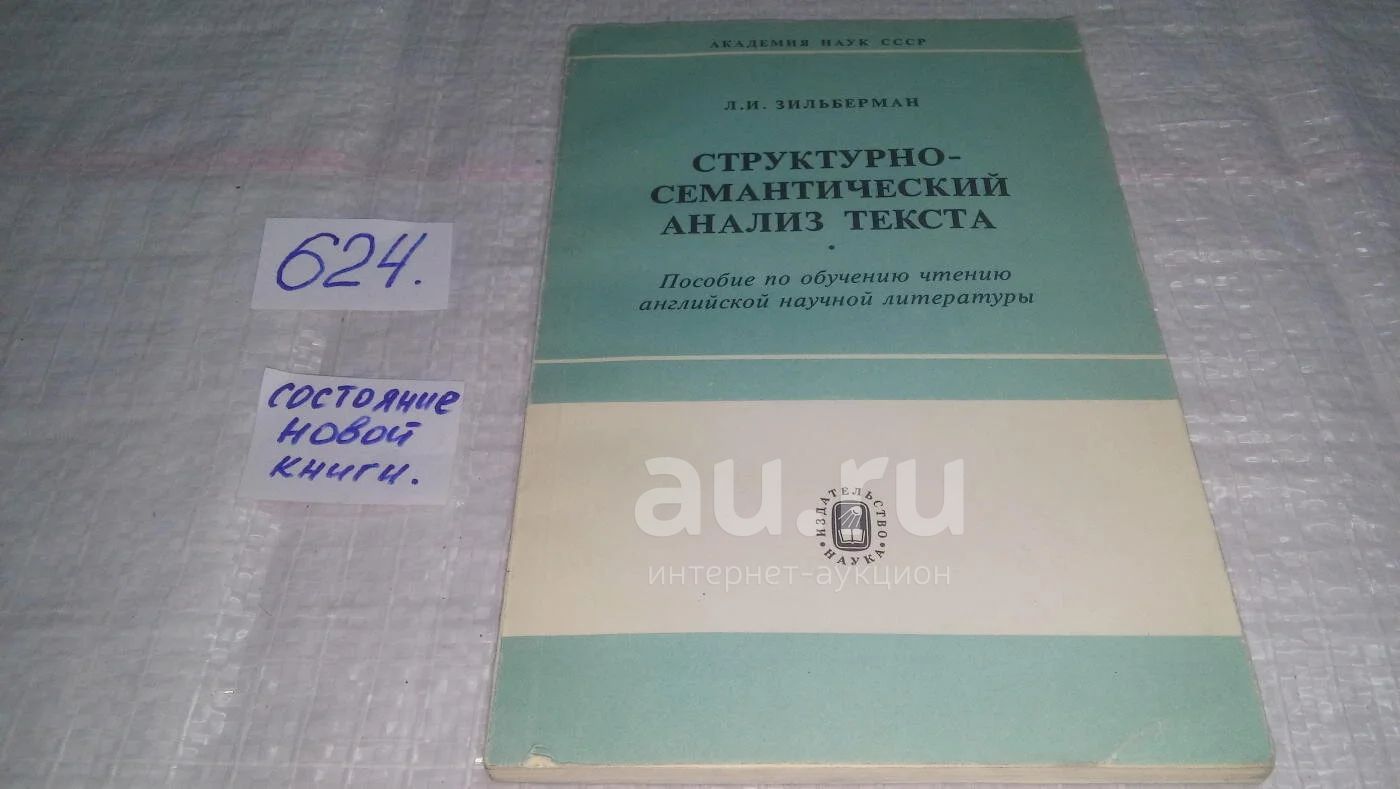 АКАДЕМИЯ НАУК СССР
Л.И. ЗИЛЬБЕРМАН
СТРУКТУРНО-
СЕМАНТИЧЕСКИЙ
АНАЛИЗ ТЕКСТА
Пособие по обучению чтению
английской научной литературы
624.
состояние
новой
книги.
au.ru
интернет-аукцион
ИЗДАТЕЛЬСТВО
НАУКА